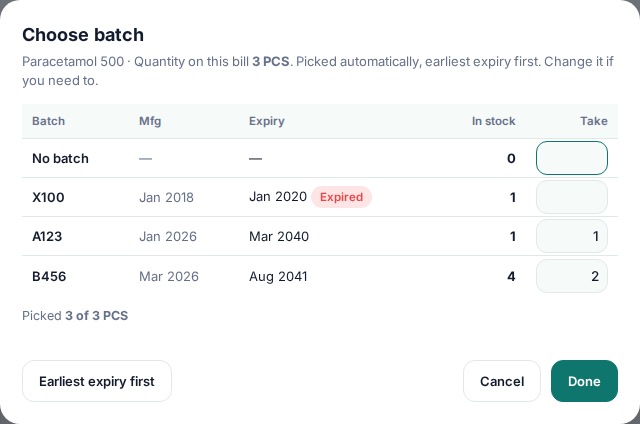 Choose batch
Paracetamol 500 · Quantity on this bill 3 PCS. Picked automatically, earliest expiry first. Change it if
you need to.
Batch Mfg Expiry In stock Take
No batch — — 0
X100 Jan 2018 Jan 2020 Expired 1
A123 Jan 2026 Mar 2040 1 1
B456 Mar 2026 Aug 2041 4 2
Picked 3 of 3 PCS
Earliest expiry first Cancel Done